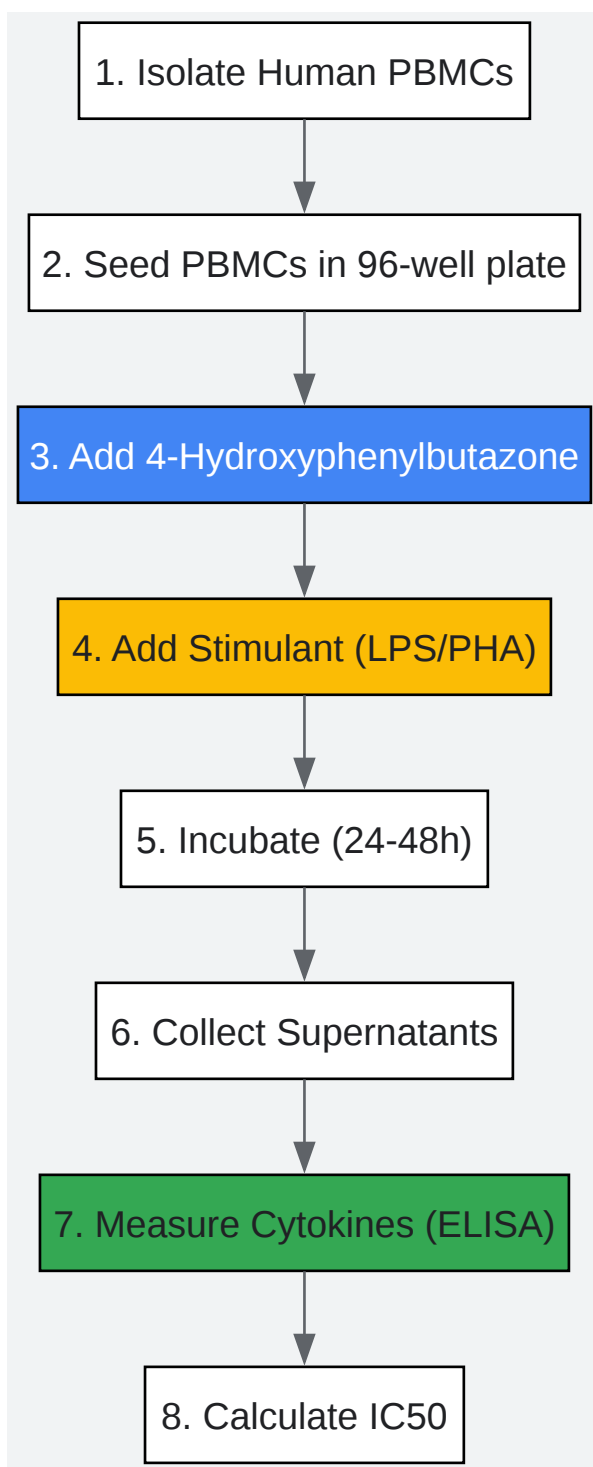 1. Isolate Human PBMCs
2. Seed PBMCs in 96-well plate
3. Add 4-Hydroxyphenylbutazone
4. Add Stimulant (LPS/PHA)
5. Incubate (24-48h)
6. Collect Supernatants
7. Measure Cytokines (ELISA)
8. Calculate IC50